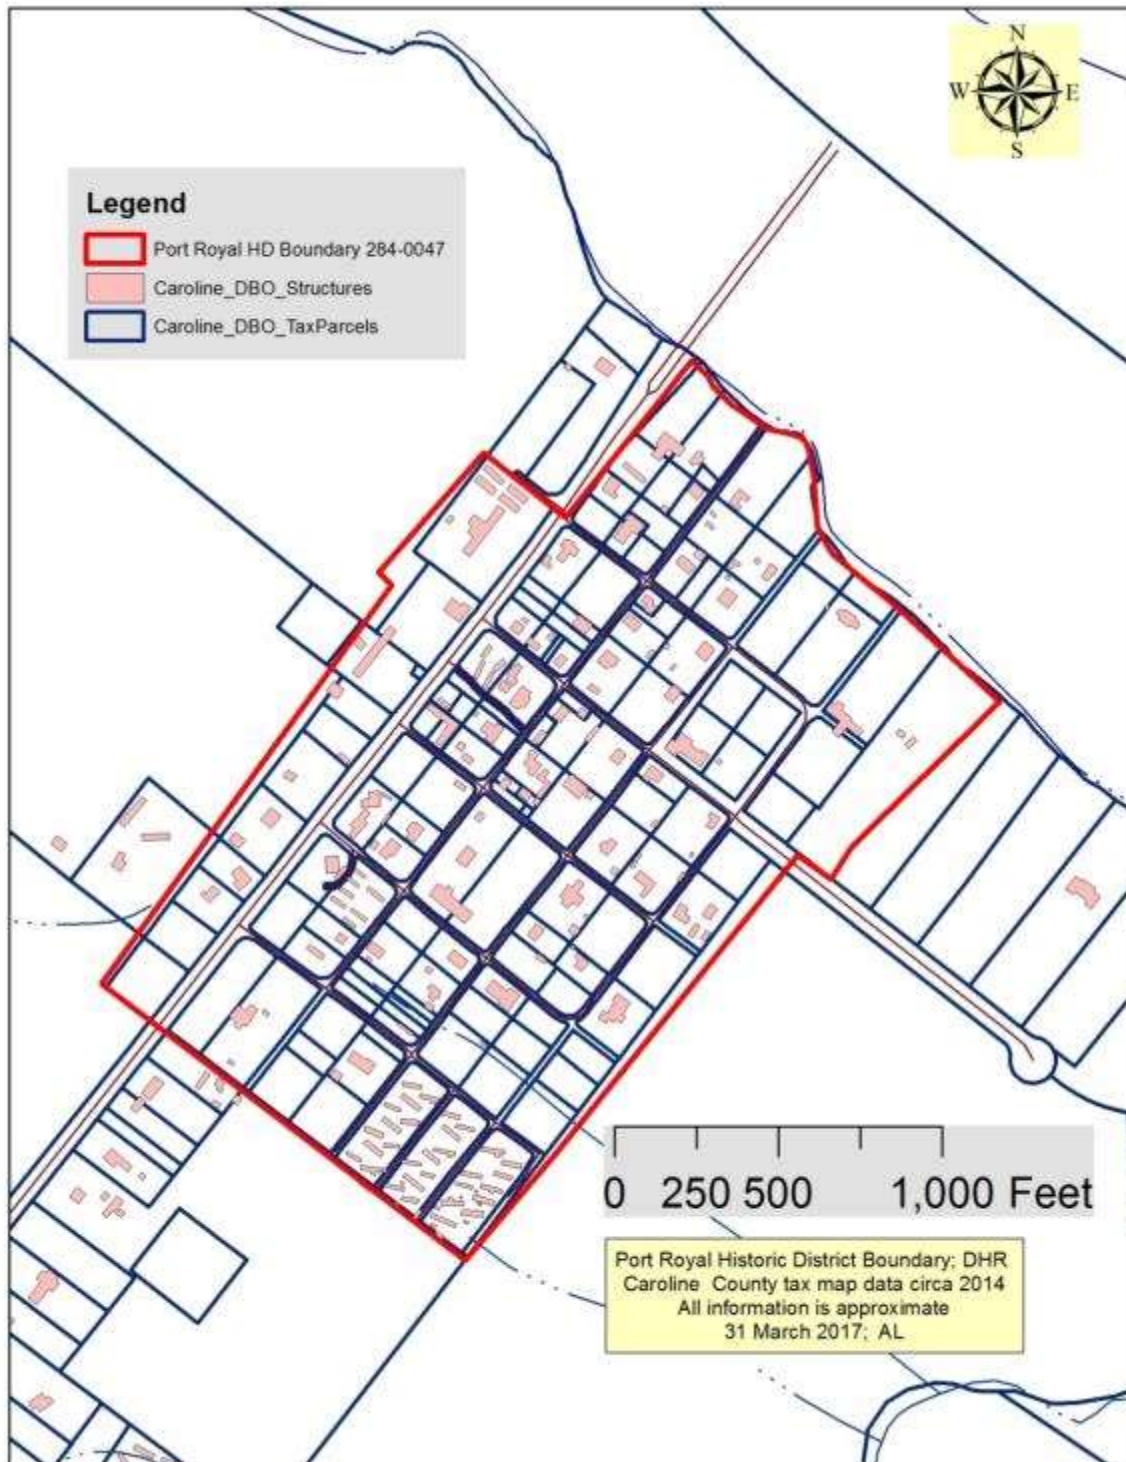 N
W E
S
Legend
Port Royal HD Boundary 284-0047
Caroline_DBO_Structures
Caroline_DBO_TaxParcels
0 250 500 1,000 Feet
Port Royal Historic District Boundary; DHR
Caroline County tax map data circa 2014
All information is approximate
31 March 2017; AL